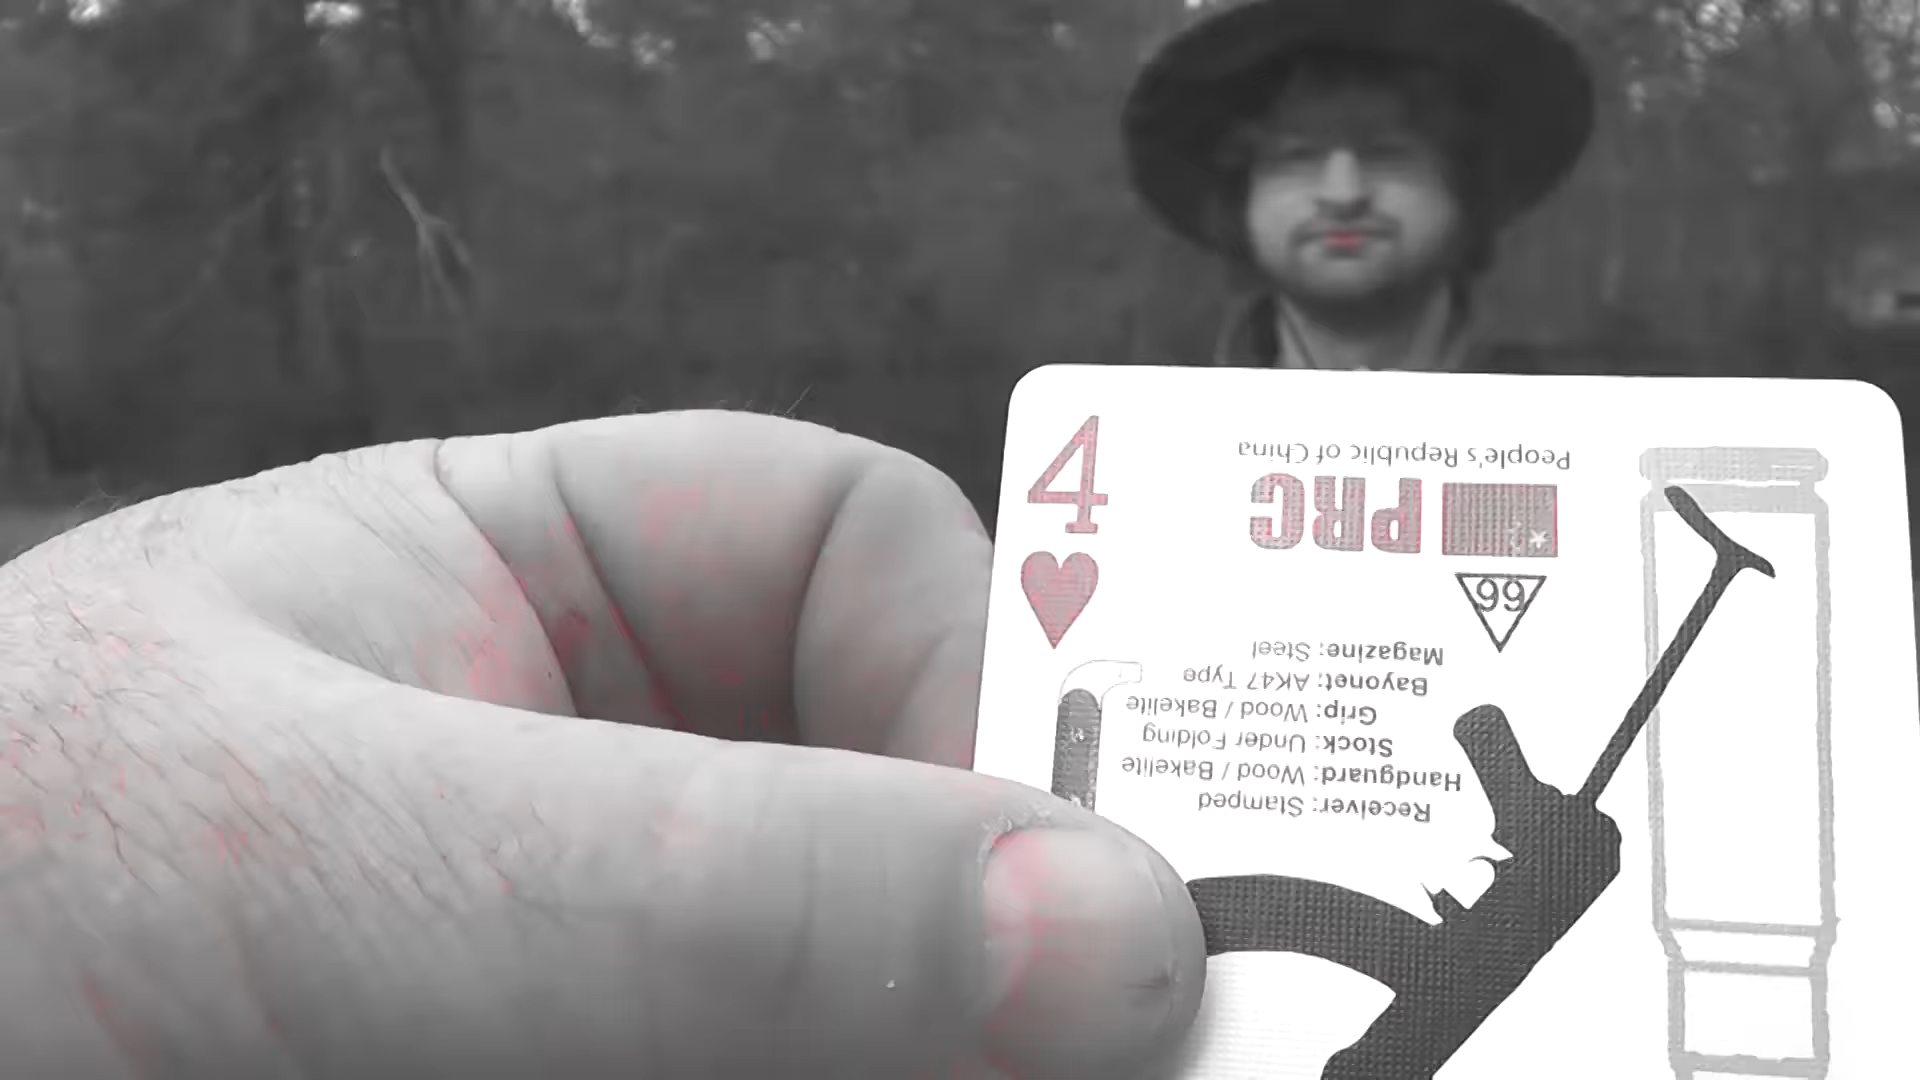 4
Receiver: Stamped
Handguard: Wood / Bakelite
Stock: Under Folding
Grip: Wood / Bakelite
Bayonet: AK47 Type
Magazine: Steel
66
PRC
People's Republic of China